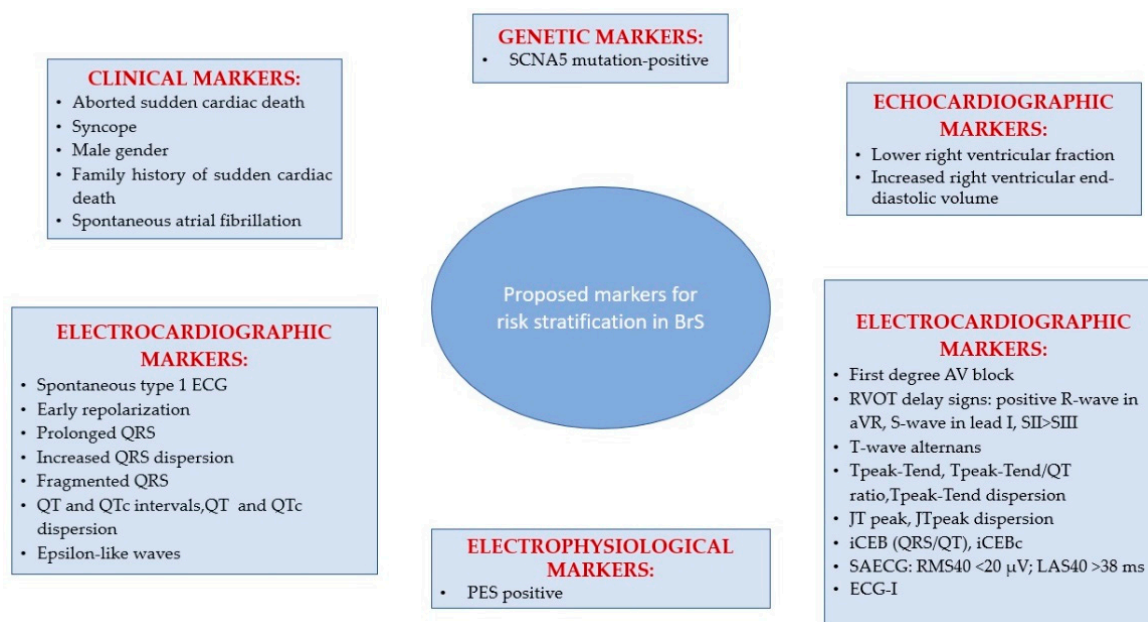 GENETIC MARKERS:
• SCNA5 mutation-positive
CLINICAL MARKERS:
• Aborted sudden cardiac death
• Syncope
• Male gender
• Family history of sudden cardiac
death
• Spontaneous atrial fibrillation
ECHOCARDIOGRAPHIC
MARKERS:
• Lower right ventricular fraction
• Increased right ventricular end-
diastolic volume
Proposed markers for
risk stratification in BrS
ELECTROCARDIOGRAPHIC
MARKERS:
• Spontaneous type 1 ECG
• Early repolarization
• Prolonged QRS
• Increased QRS dispersion
• Fragmented QRS
• QT and QTc intervals,QT and QTc
dispersion
• Epsilon-like waves
ELECTROCARDIOGRAPHIC
MARKERS:
• First degree AV block
• RVOT delay signs: positive R-wave in
aVR, S-wave in lead I, SII>SIII
• T-wave alternans
• Tpeak-Tend, Tpeak-Tend/QT
ratio,Tpeak-Tend dispersion
• JT peak, JTpeak dispersion
• iCEB (QRS/QT), iCEBc
• SAECG: RMS40 <20 µV; LAS40 >38 ms
• ECG-I
ELECTROPHYSIOLOGICAL
MARKERS:
• PES positive